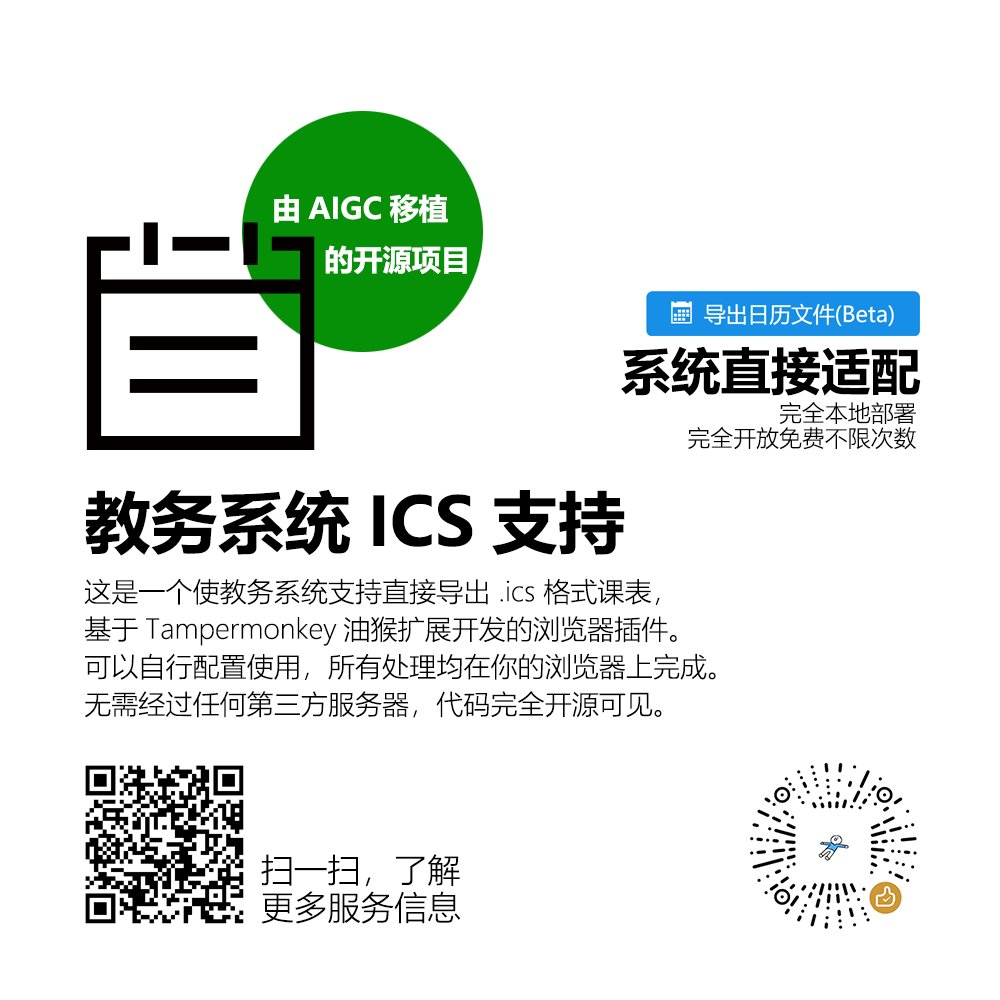 由 AIGC 移植
的开源项目
导出日历文件(Beta)
系统直接适配
完全本地部署
完全开放免费不限次数
教务系统 ICS 支持
这是一个使教务系统支持直接导出 .ics 格式课表，
基于 Tampermonkey 油猴扩展开发的浏览器插件。
可以自行配置使用，所有处理均在你的浏览器上完成。
无需经过任何第三方服务器，代码完全开源可见。
扫一扫，了解
更多服务信息